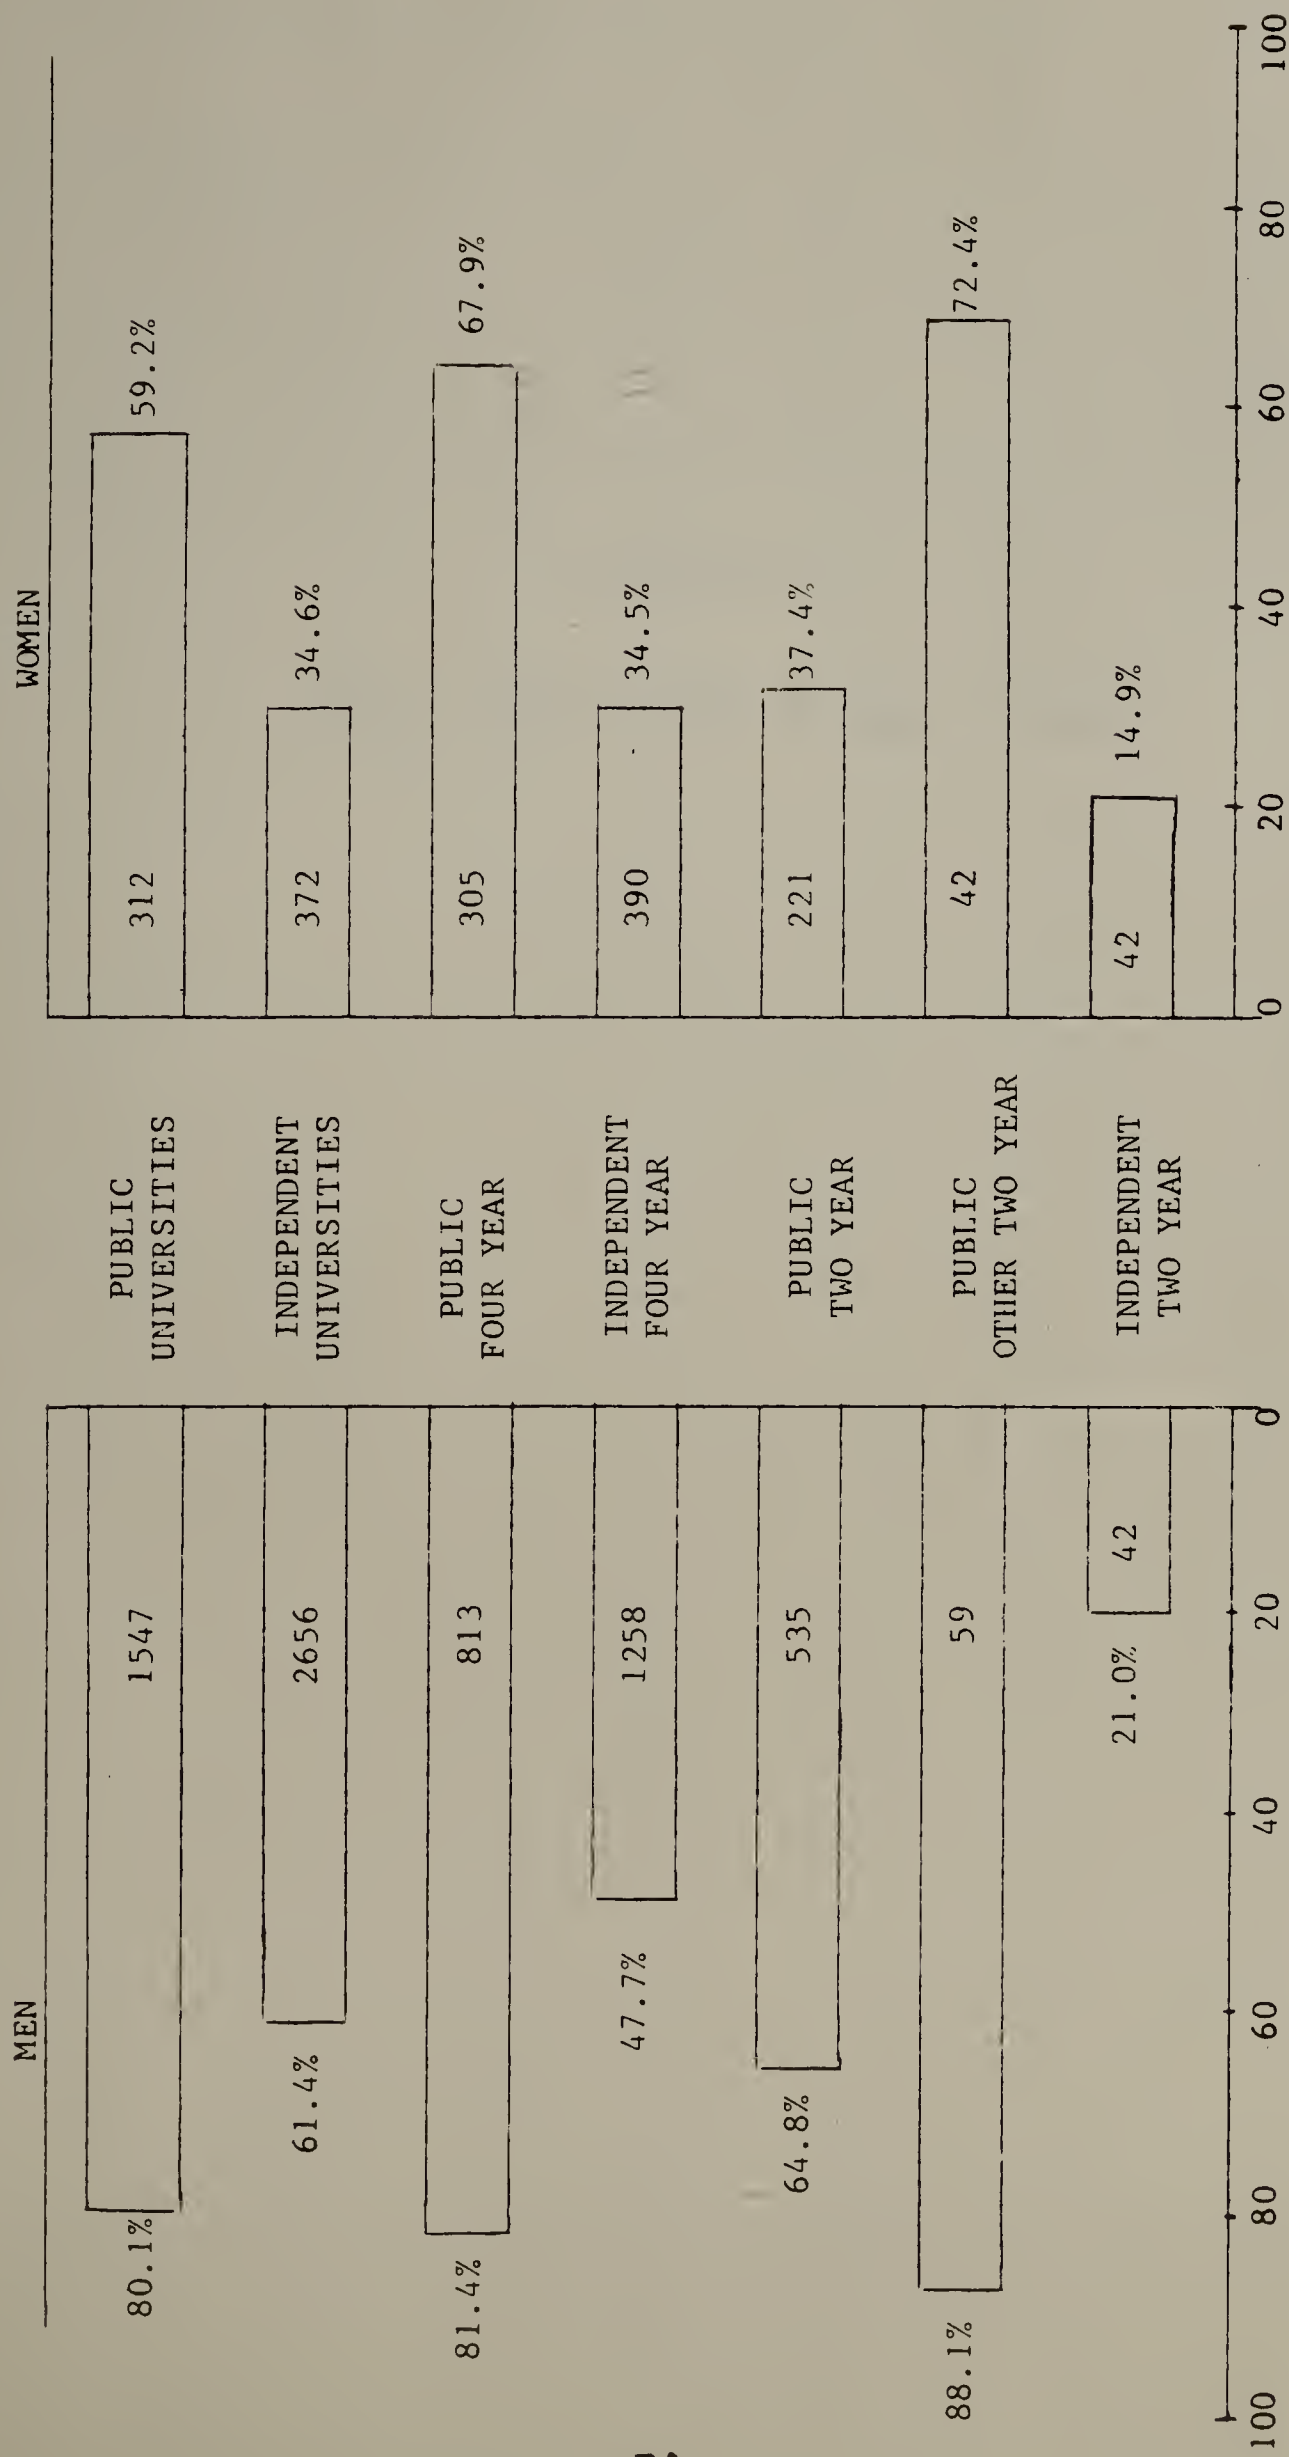 MEN
WOMEN
80.1%
1547
PUBLIC
UNIVERSITIES
312
59.2%
61.4%
2656
INDEPENDENT
UNIVERSITIES
372
34.6%
81.4%
813
PUBLIC
FOUR YEAR
305
67.9%
47.7%
1258
INDEPENDENT
FOUR YEAR
390
34.5%
64.8%
535
PUBLIC
TWO YEAR
221
37.4%
88.1%
59
PUBLIC
OTHER TWO YEAR
42
72.4%
21.0%
42
INDEPENDENT
TWO YEAR
42
14.9%
100 80 60 40 20 0
0 20 40 60 80 100